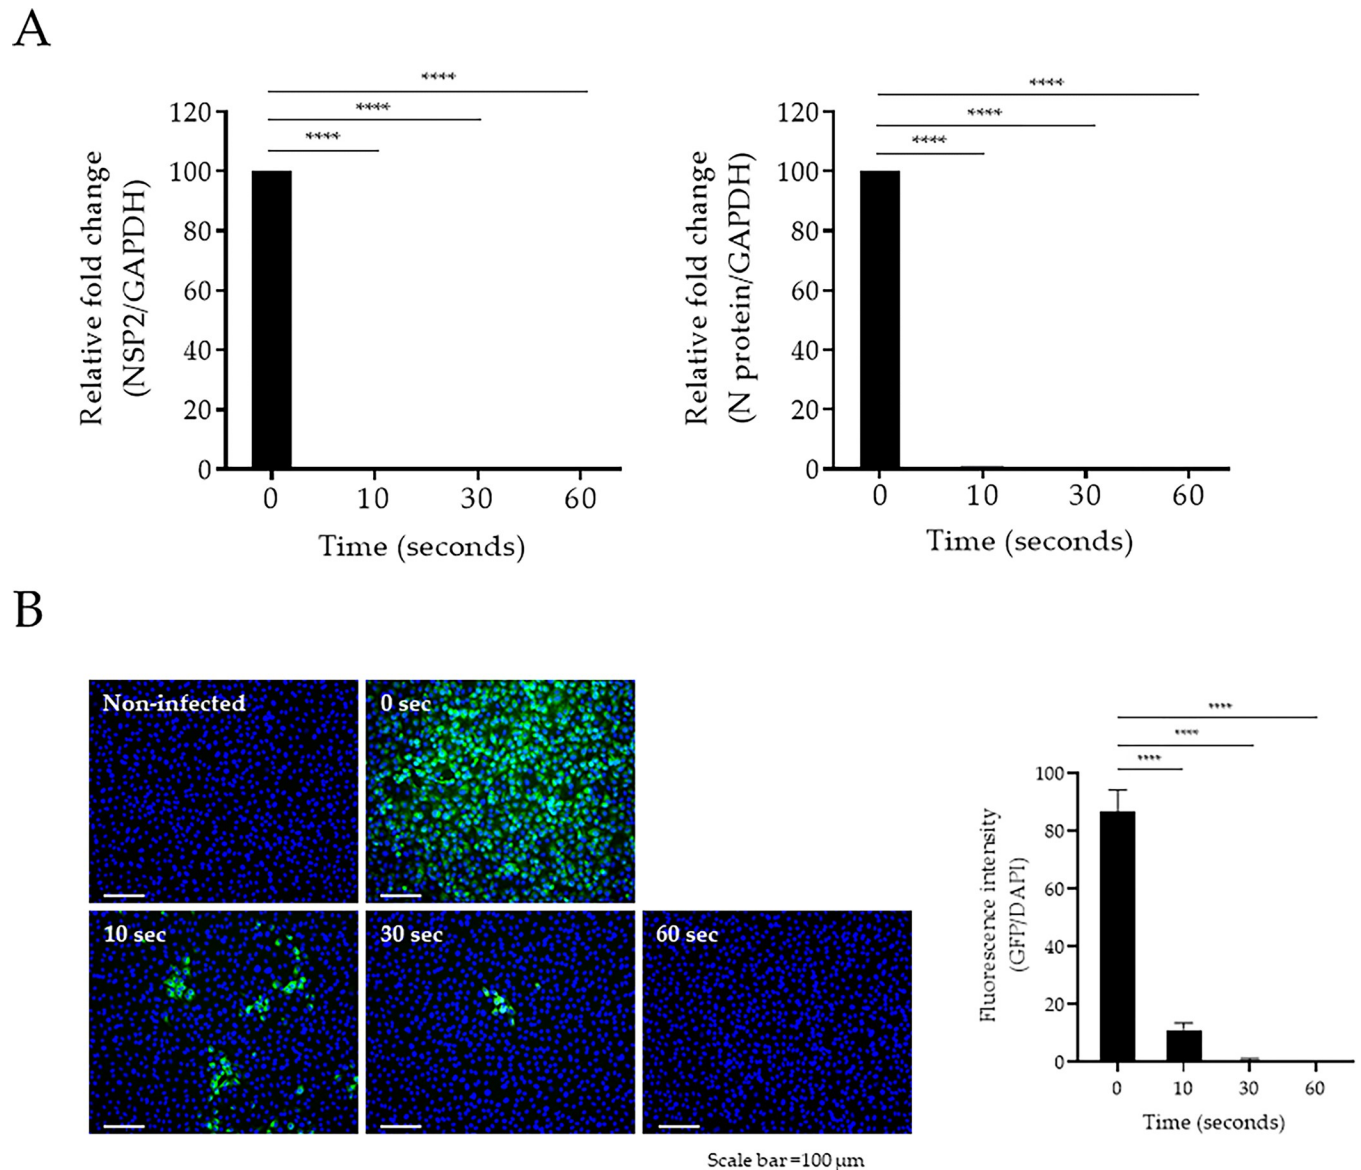 A
****
****
****
120
100
80
60
40
20
0
Relative fold change
(NSP2/GAPDH)
0 10 30 60
Time (seconds)
****
****
****
120
100
80
60
40
20
0
Relative fold change
(N protein/GAPDH)
0 10 30 60
Time (seconds)
B
Non-infected
0 sec
10 sec
30 sec
60 sec
Scale bar=100 μm
****
****
****
100
80
60
40
20
0
Fluorescence intensity
(GFP/DAPI)
0 10 30 60
Time (seconds)